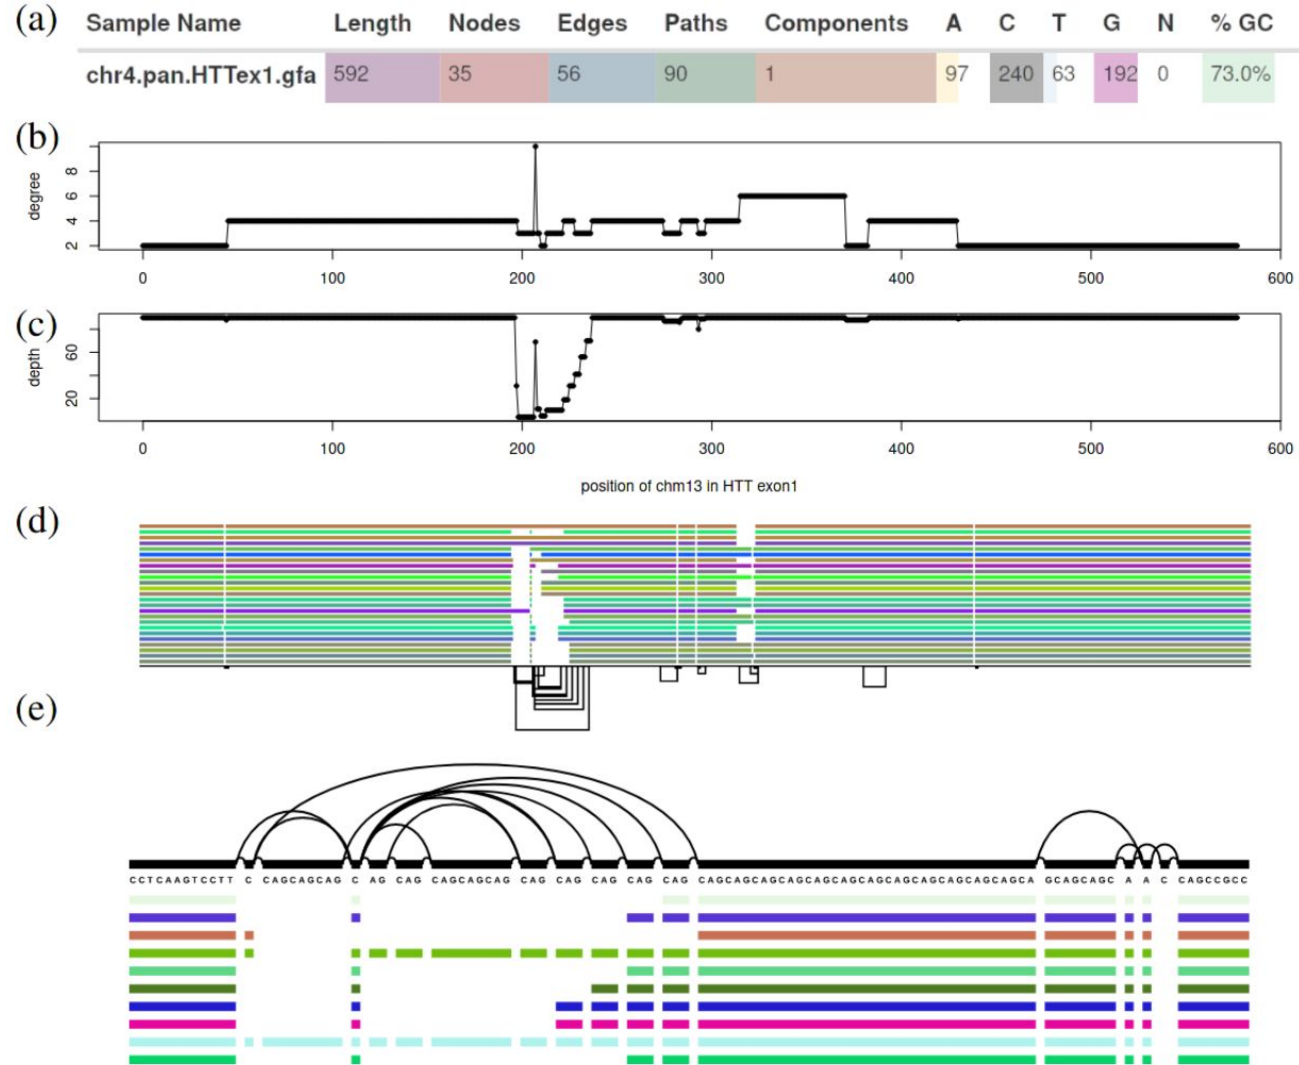 (a) Sample Name Length Nodes Edges Paths Components A C T G N % GC
chr4.pan.HTTex1.gfa 592 35 56 90 1 97 240 63 192 0 73.0%
(b)
degree
8
6
4
2
0 100 200 300 400 500 600
(c)
depth
60
20
0 100 200 300 400 500 600
position of chm13 in HTT exon1
(d)
(e)
CCTCAAGTCCTT C CAGCAGCAG C AG CAG CAGCAGCAG CAG CAG CAG CAG CAG CAGCAGCAGCAGCAGCAGCAGCAGCAGCAGCAGCAGCA GCAGCAGC A A C CAGCCGCC